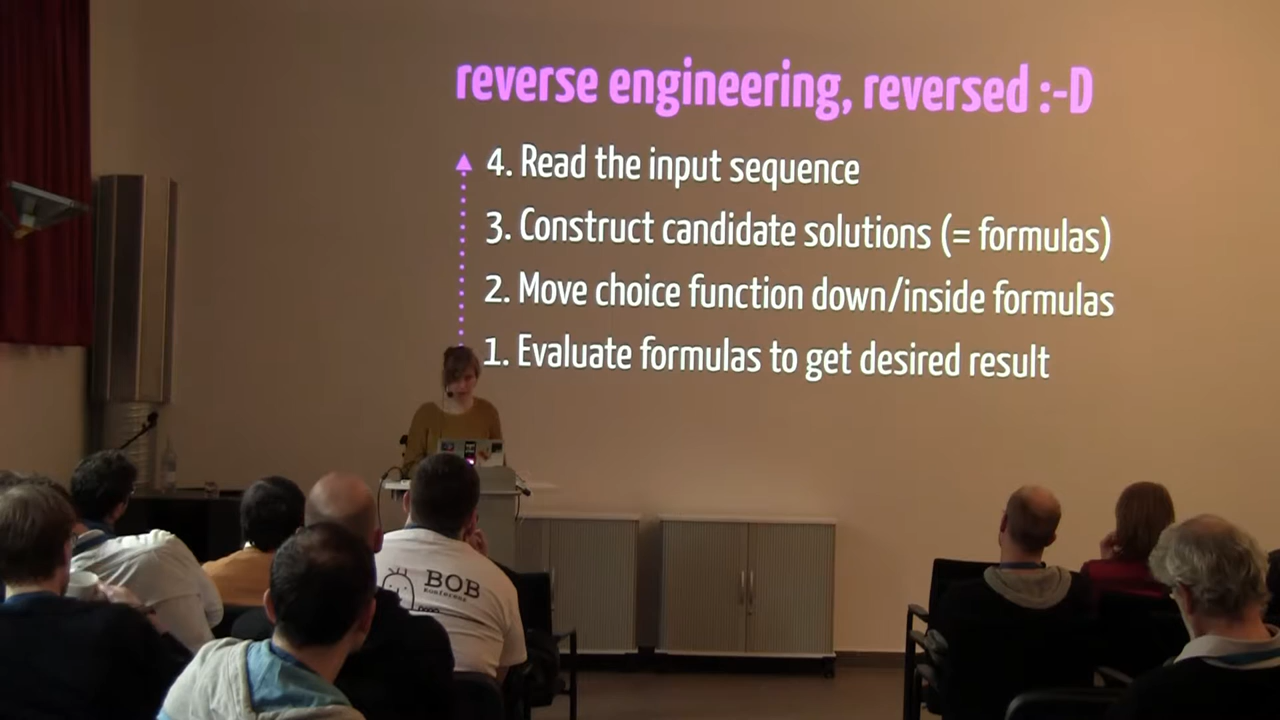 reverse engineering, reversed :-D
4. Read the input sequence
3. Construct candidate solutions (= formulas)
2. Move choice function down/inside formulas
1. Evaluate formulas to get desired result
BOB
Konferenz